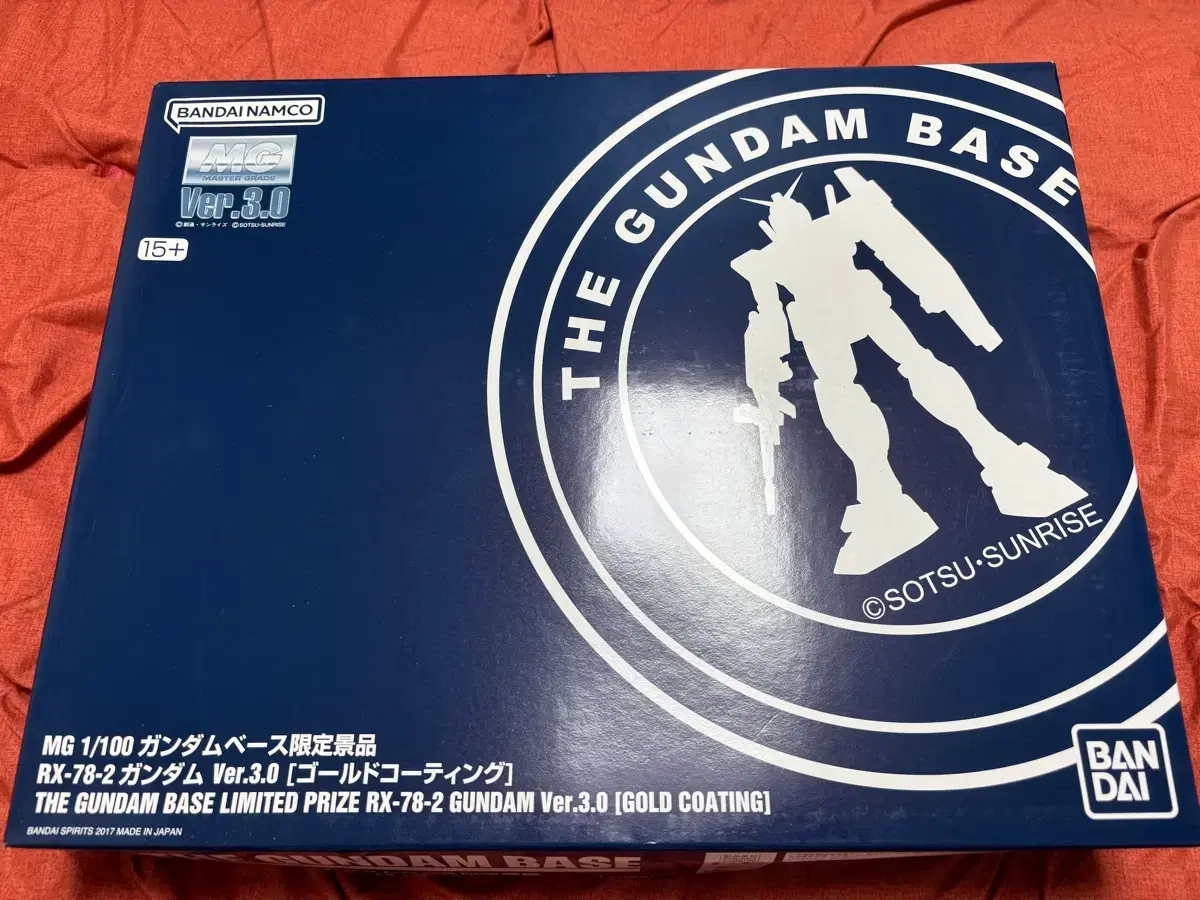 BANDAI NAMCO
MG
MASTER GRADE
Ver.3.0
©創通・サンライズ ©SOTSU・SUNRISE
15+
THE GUNDAM BASE
©SOTSU・SUNRISE
MG 1/100 ガンダムベース限定景品
RX-78-2 ガンダム Ver.3.0 [ゴールドコーティング]
THE GUNDAM BASE LIMITED PRIZE RX-78-2 GUNDAM Ver.3.0 [GOLD COATING]
BANDAI SPIRITS 2017 MADE IN JAPAN
BAN
DAI
THE GUNDAM BASE